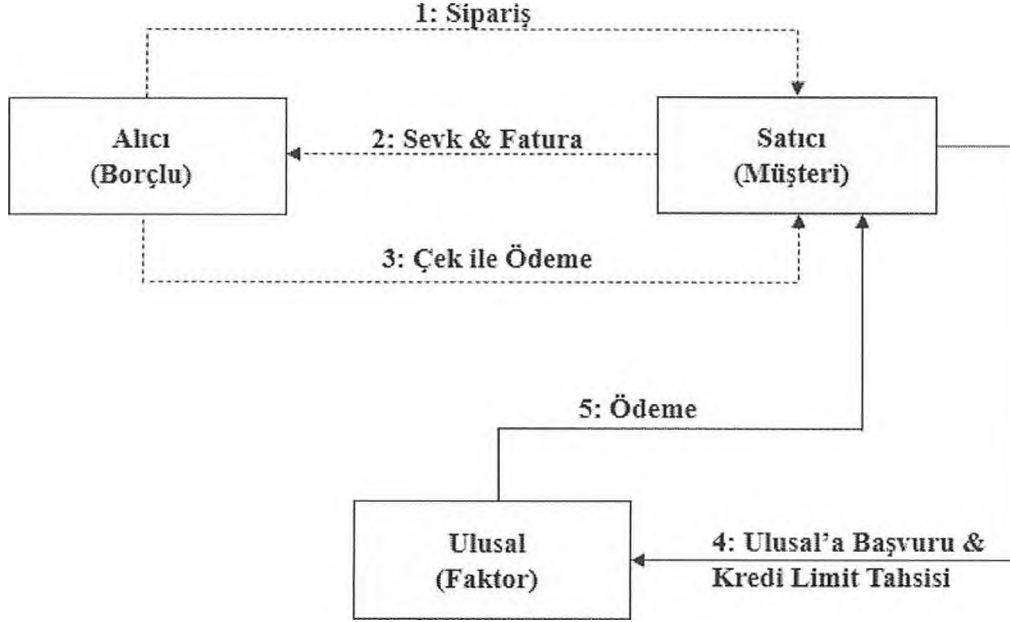 1: Sipariş
Alıcı
(Borçlu)
2: Sevk & Fatura
Satıcı
(Müşteri)
3: Çek ile Ödeme
5: Ödeme
Ulusal
(Faktor)
4: Ulusal’a Başvuru &
Kredi Limit Tahsisi